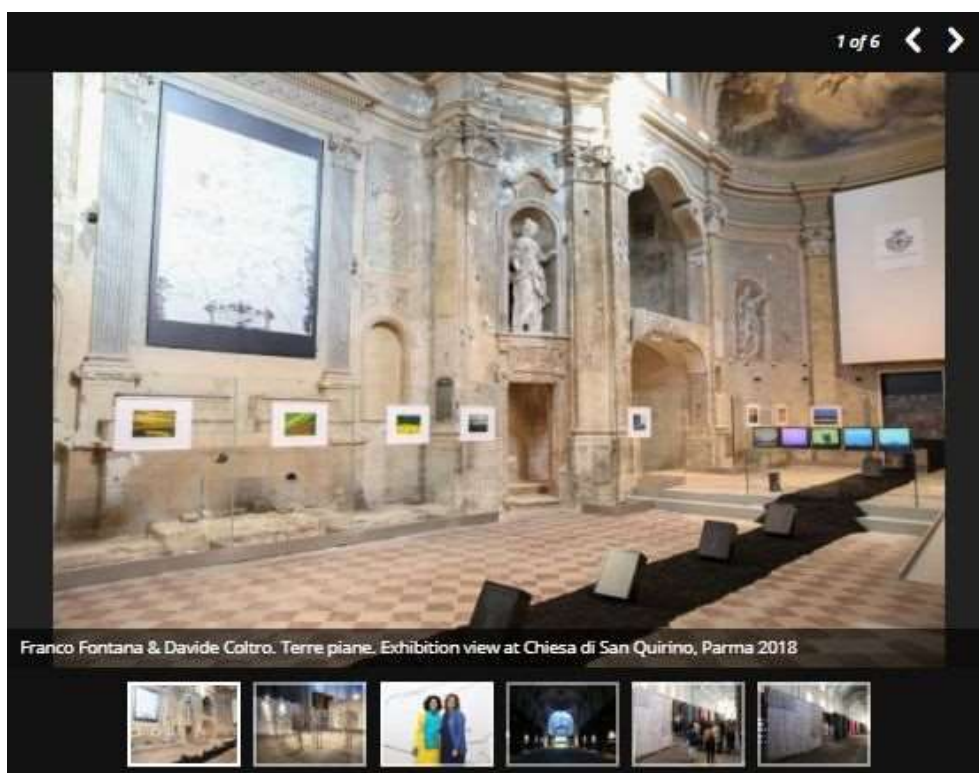 1 of 6
Franco Fontana & Davide Coltro. Terre piane. Exhibition view at Chiesa di San Quirino, Parma 2018